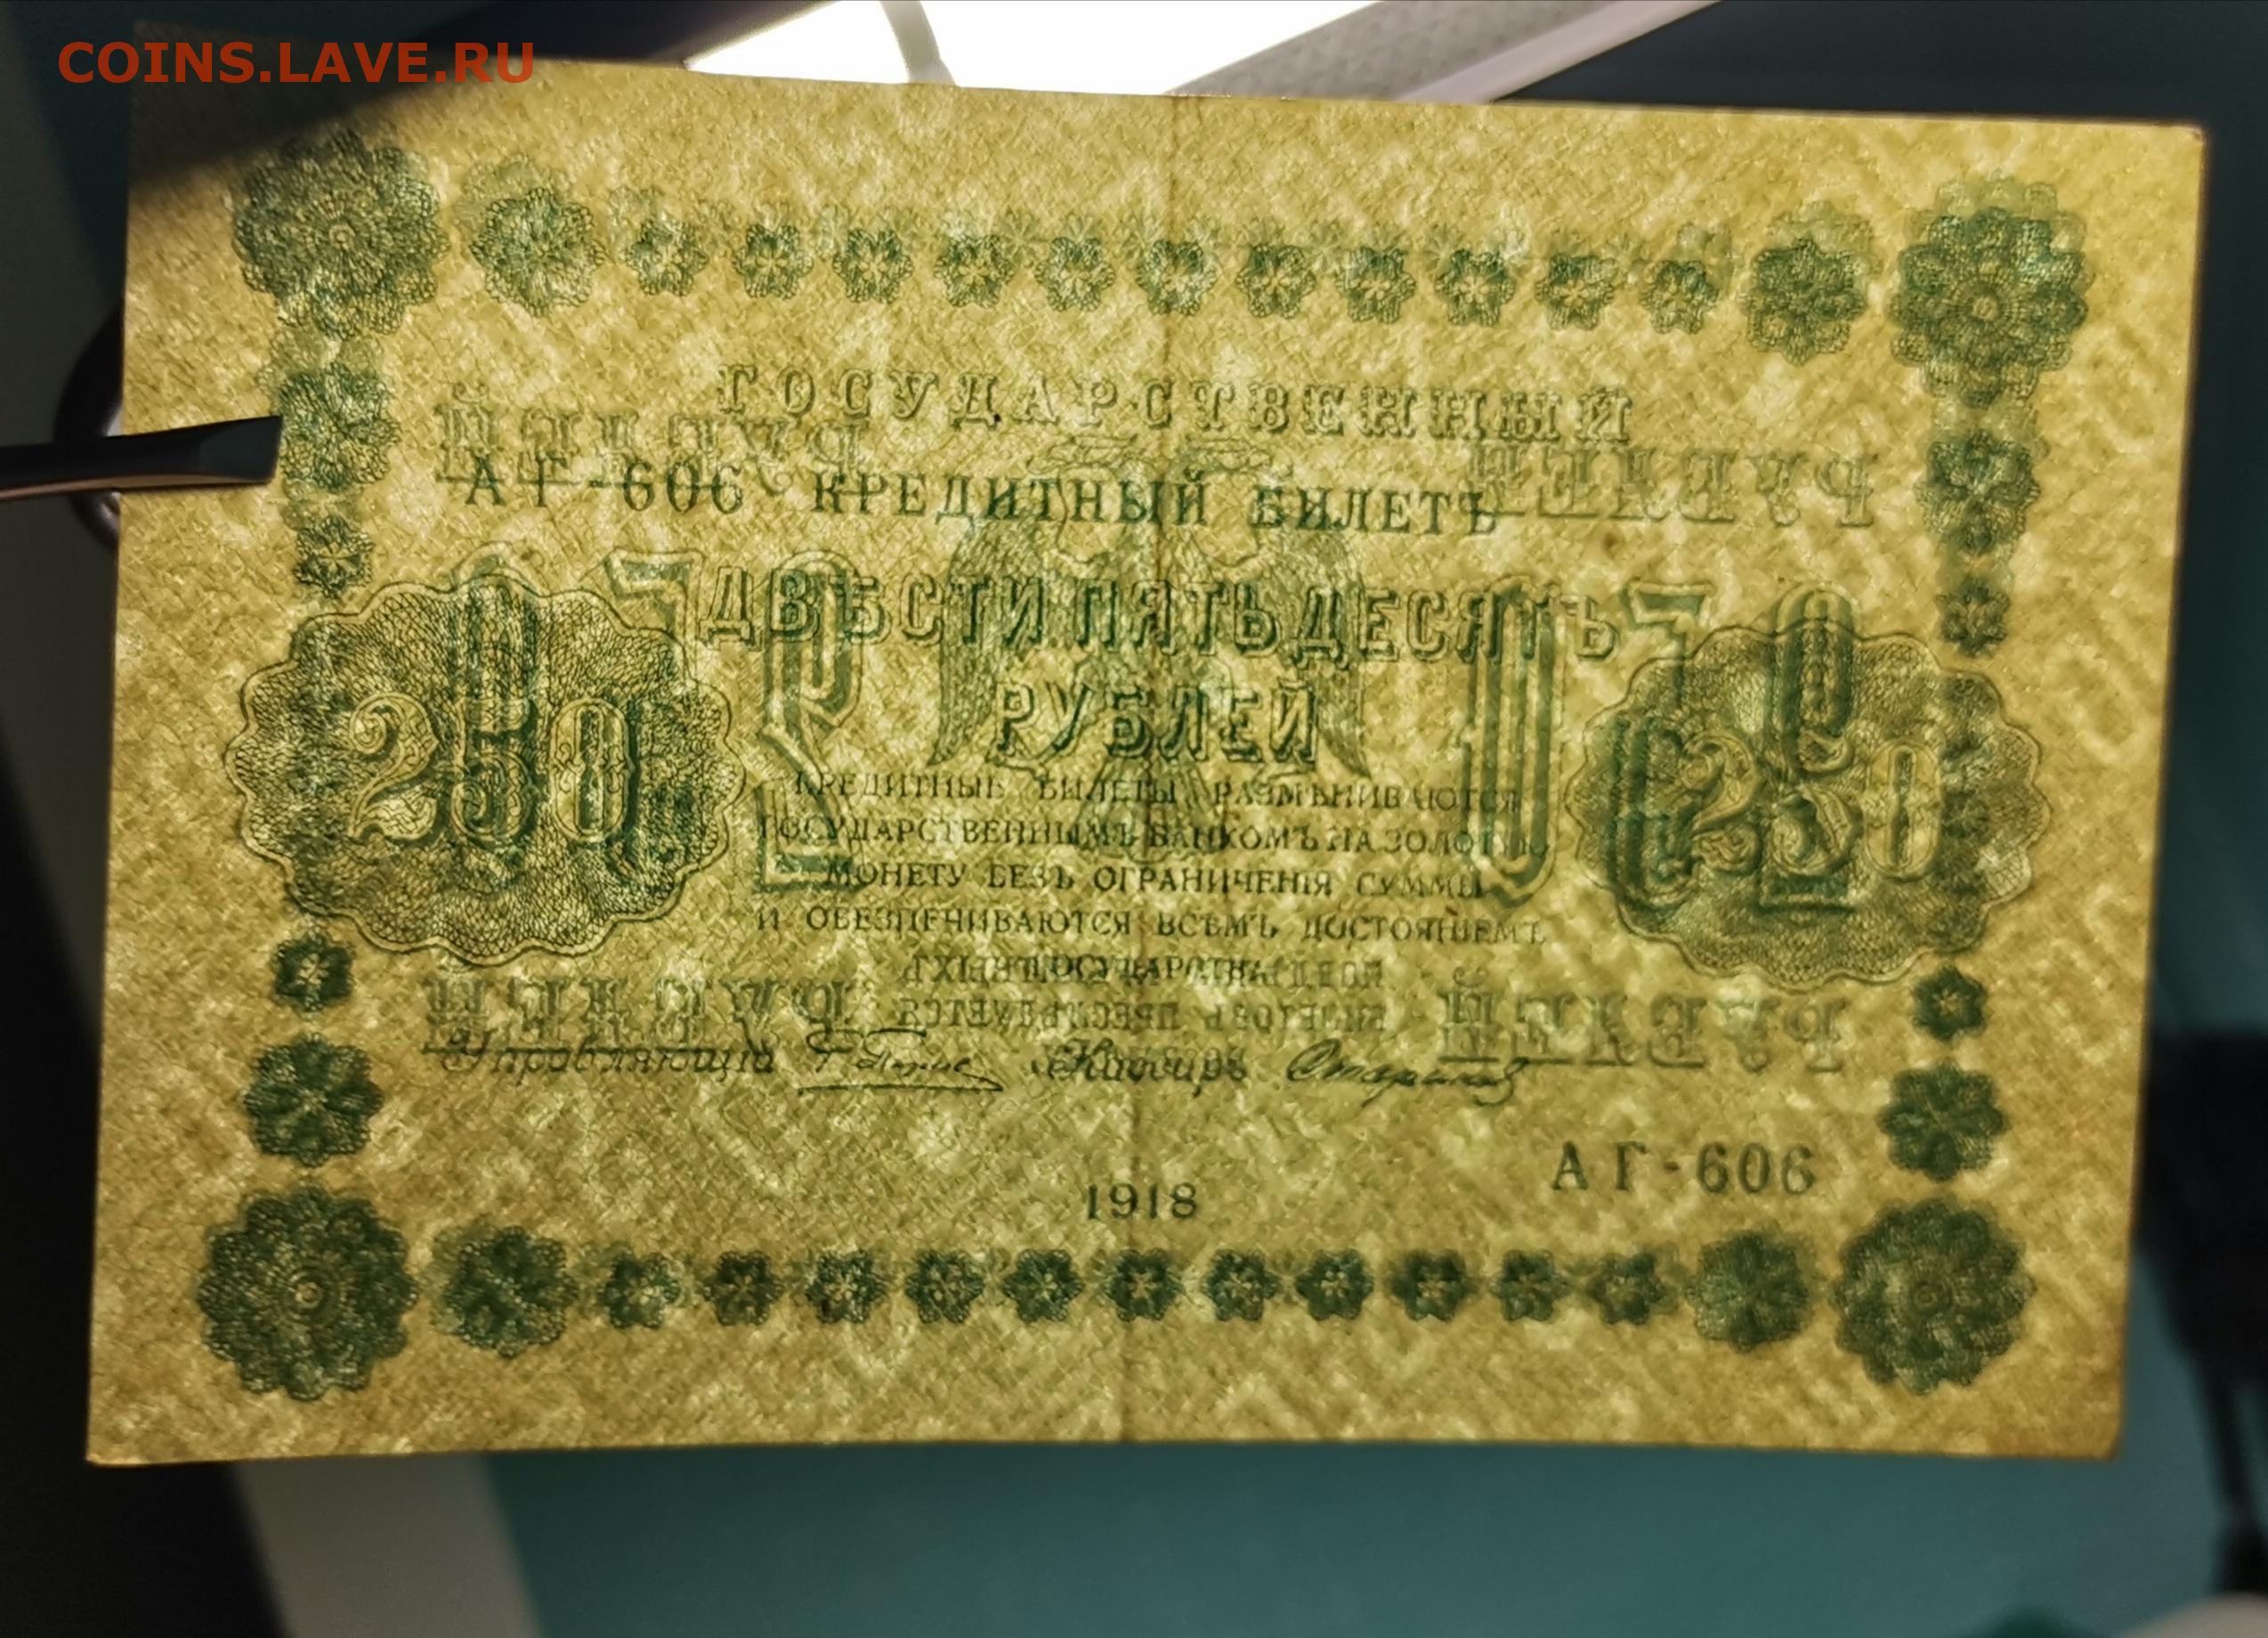 COINS.LAVE.RU
ГОСУДАРСТВЕННЫЙ
АГ-606 КРЕДИТНЫЙ БИЛЕТЪ
ДВѢСТИ ПЯТЬДЕСЯТЪ
РУБЛЕЙ
250 250
КРЕДИТНЫЕ БИЛЕТЫ РАЗМѢНИВАЮТСЯ
ГОСУДАРСТВЕННЫМЪ БАНКОМЪ НА ЗОЛОТУЮ
МОНЕТУ БЕЗЪ ОГРАНИЧЕНІЯ СУММЫ
И ОБЕЗПЕЧИВАЮТСЯ ВСѢМЪ ДОСТОЯНІЕМЪ
Управляющій Кассиръ
АГ-606
1918